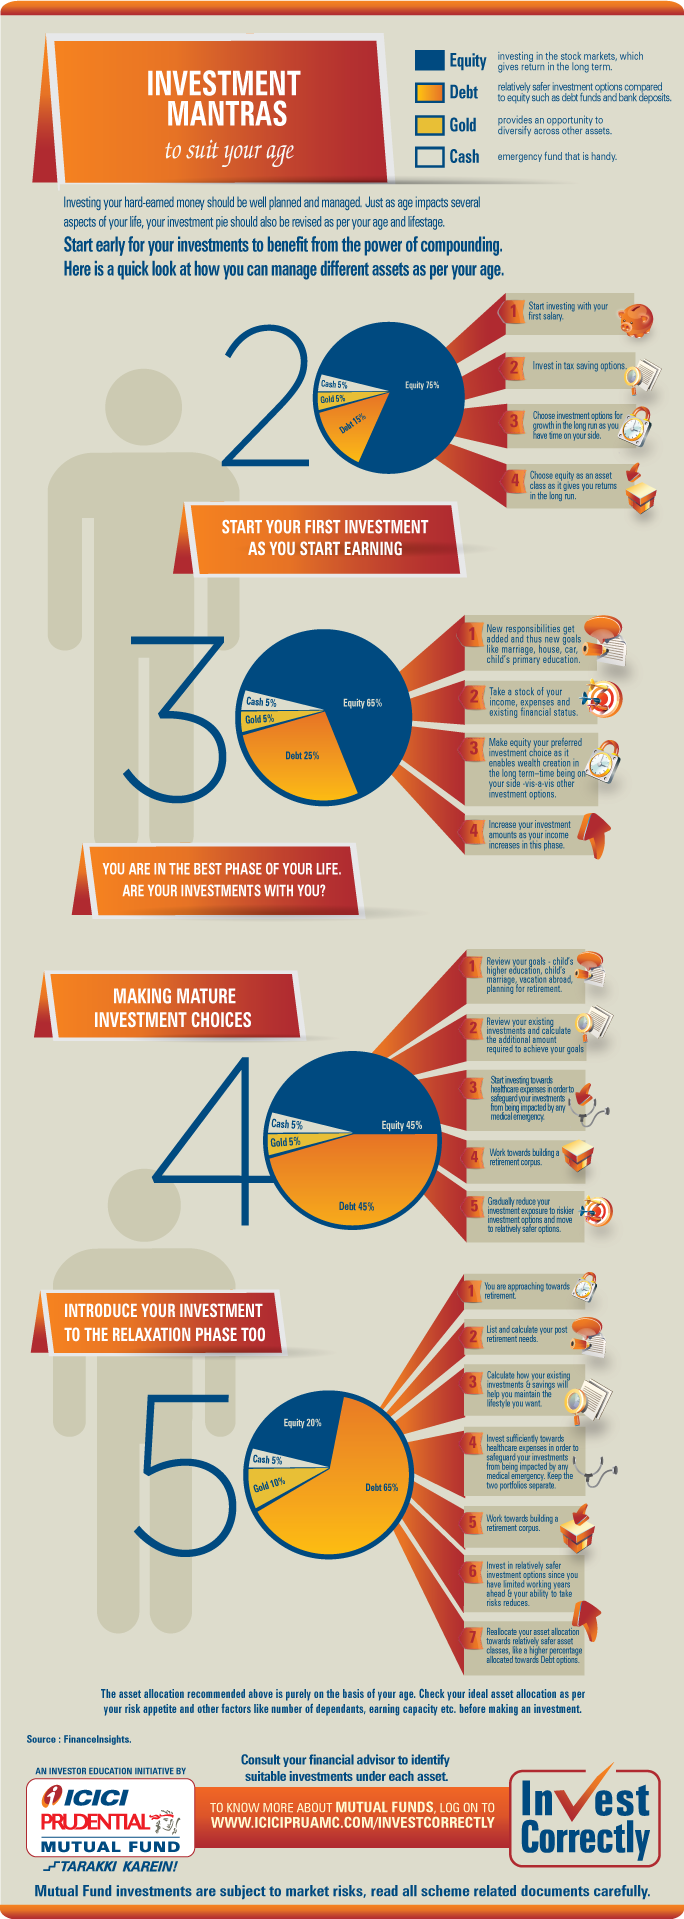 INVESTMENT
MANTRAS
to suit your age
Equity
investing in the stock markets, which
gives return in the long term.
Debt
relatively safer investment options compared
to equity such as debt funds and bank deposits.
Gold
provides an opportunity to
diversify across other assets.
Cash
emergency fund that is handy.
Investing your hard-earned money should be well planned and managed. Just as age impacts several
aspects of your life, your investment pie should also be revised as per your age and lifestage.
Start early for your investments to benefit from the power of compounding.
Here is a quick look at how you can manage different assets as per your age.
20
Equity 75%
Cash 5%
Gold 5%
Debt 15%
1 Start investing with your
first salary.
2 Invest in tax saving options.
3 Choose investment options for
growth in the long run as you
have time on your side.
4 Choose equity as an asset
class as it gives you returns
in the long run.
START YOUR FIRST INVESTMENT
AS YOU START EARNING
30
Equity 65%
Cash 5%
Gold 5%
Debt 25%
1 New responsibilities get
added and thus new goals
like marriage, house, car,
child's primary education.
2 Take a stock of your
income, expenses and
existing financial status.
3 Make equity your preferred
investment choice as it
enables wealth creation in
the long term–time being on
your side -vis-a-vis other
investment options.
4 Increase your investment
amounts as your income
increases in this phase.
YOU ARE IN THE BEST PHASE OF YOUR LIFE.
ARE YOUR INVESTMENTS WITH YOU?
MAKING MATURE
INVESTMENT CHOICES
40
Equity 45%
Cash 5%
Gold 5%
Debt 45%
1 Review your goals - child's
higher education, child's
marriage, vacation abroad,
planning for retirement.
2 Review your existing
investments and calculate
the additional amount
required to achieve your goals
3 Start investing towards
healthcare expenses in order to
safeguard your investments
from being impacted by any
medical emergency.
4 Work towards building a
retirement corpus.
5 Gradually reduce your
investment exposure to riskier
investment options and move
to relatively safer options.
INTRODUCE YOUR INVESTMENT
TO THE RELAXATION PHASE TOO
50
Equity 20%
Cash 5%
Gold 10%
Debt 65%
1 You are approaching towards
retirement.
2 List and calculate your post
retirement needs.
3 Calculate how your existing
investments & savings will
help you maintain the
lifestyle you want.
4 Invest sufficiently towards
healthcare expenses in order to
safeguard your investments
from being impacted by any
medical emergency. Keep the
two portfolios separate.
5 Work towards building a
retirement corpus.
6 Invest in relatively safer
investment options since you
have limited working years
ahead & your ability to take
risks reduces.
7 Reallocate your asset allocation
towards relatively safer asset
classes, like a higher percentage
allocated towards Debt options.
The asset allocation recommended above is purely on the basis of your age. Check your ideal asset allocation as per
your risk appetite and other factors like number of dependants, earning capacity etc. before making an investment.
Source : FinanceInsights.
Consult your financial advisor to identify
suitable investments under each asset.
AN INVESTOR EDUCATION INITIATIVE BY
ICICI
PRUDENTIAL
MUTUAL FUND
TARAKKI KAREIN!
TO KNOW MORE ABOUT MUTUAL FUNDS, LOG ON TO
WWW.ICICIPRUAMC.COM/INVESTCORRECTLY
Invest
Correctly
Mutual Fund investments are subject to market risks, read all scheme related documents carefully.